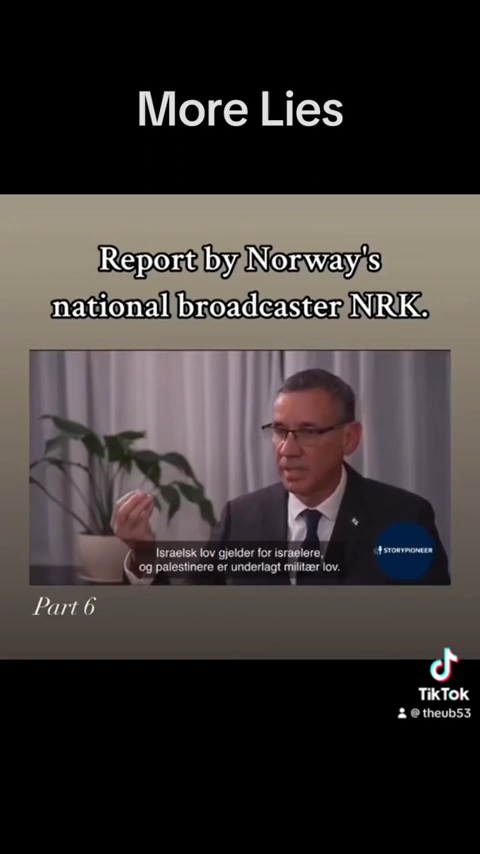 More Lies
Report by Norway's
national broadcaster NRK.
Israelsk lov gjelder for israelere,
og palestinere er underlagt militær lov.
STORYPIONEER
Part 6
TikTok
@ theub53